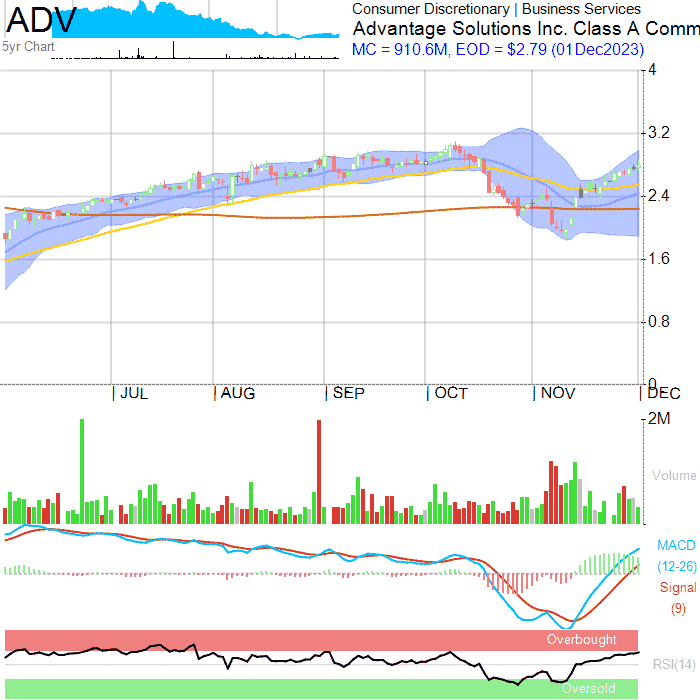 ADV
Consumer Discretionary | Business Services
Advantage Solutions Inc. Class A Comm
MC = 910.6M, EOD = $2.79 (01Dec2023)
5yr Chart
4
3.2
2.4
1.6
0.8
0
| JUL | AUG | SEP | OCT | NOV | DEC
2M
Volume
MACD
(12-26)
Signal
(9)
Overbought
RSI(14)
Oversold